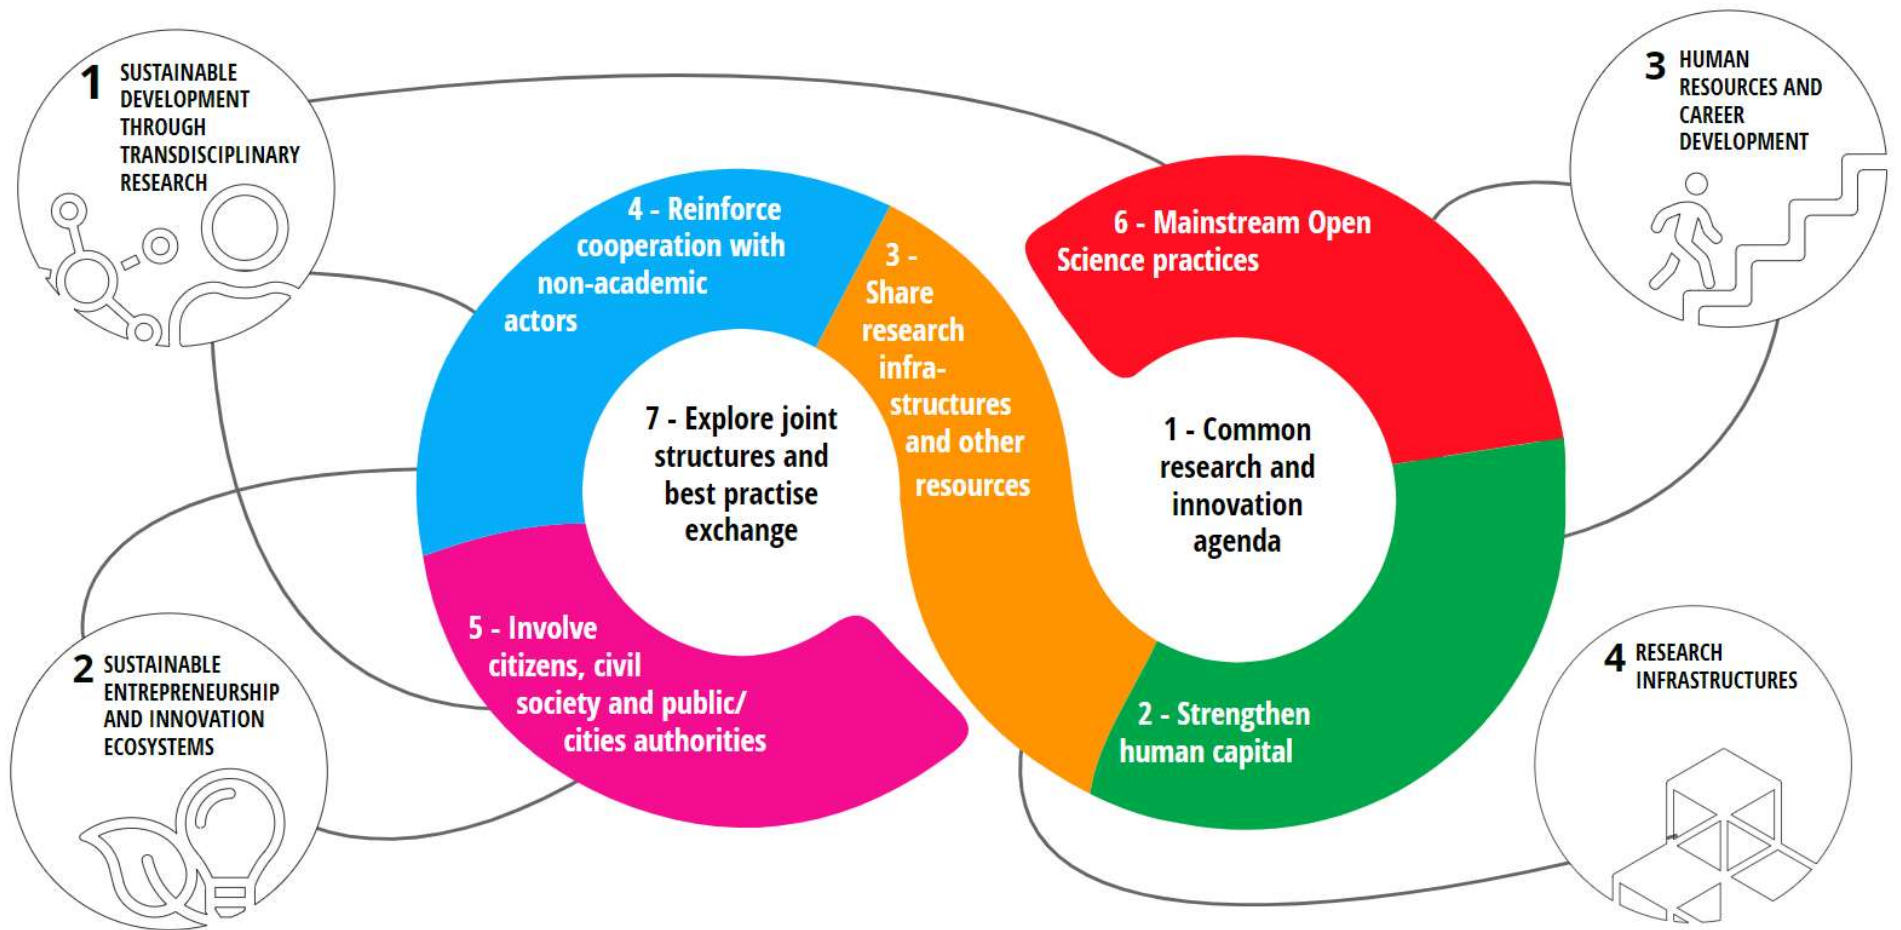 1 SUSTAINABLE
DEVELOPMENT
THROUGH
TRANSDISCIPLINARY
RESEARCH
3 HUMAN
RESOURCES AND
CAREER
DEVELOPMENT
4 - Reinforce
cooperation with
non-academic
actors
3 -
Share
research
infra-
structures
and other
resources
6 - Mainstream Open
Science practices
7 - Explore joint
structures and
best practise
exchange
1 - Common
research and
innovation
agenda
5 - Involve
citizens, civil
society and public/
cities authorities
2 - Strengthen
human capital
2 SUSTAINABLE
ENTREPRENEURSHIP
AND INNOVATION
ECOSYSTEMS
4 RESEARCH
INFRASTRUCTURES